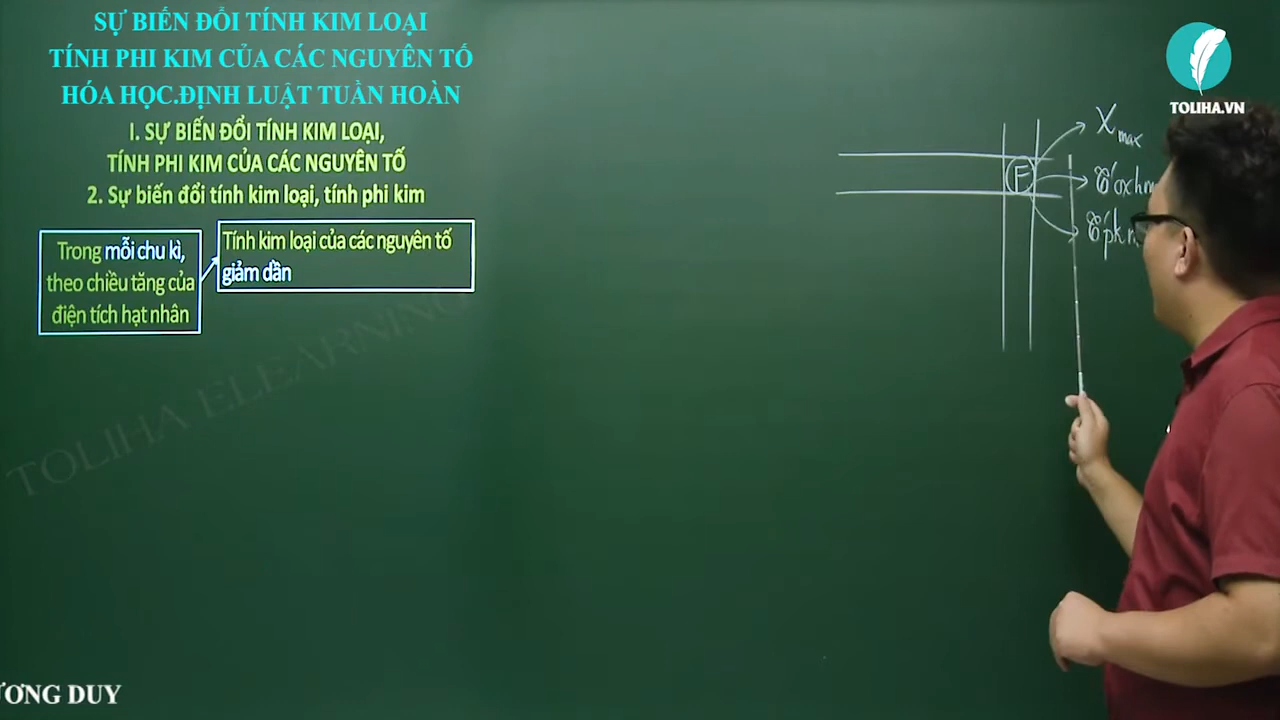 SỰ BIẾN ĐỔI TÍNH KIM LOẠI
TÍNH PHI KIM CỦA CÁC NGUYÊN TỐ
HÓA HỌC.ĐỊNH LUẬT TUẦN HOÀN
I. SỰ BIẾN ĐỔI TÍNH KIM LOẠI,
TÍNH PHI KIM CỦA CÁC NGUYÊN TỐ
2. Sự biến đổi tính kim loại, tính phi kim
Trong mỗi chu kì,
theo chiều tăng của
điện tích hạt nhân
Tính kim loại của các nguyên tố
giảm dần
TOLIHA.VN
X max
F
TOLIHA ELEARNING
ƯƠNG DUY